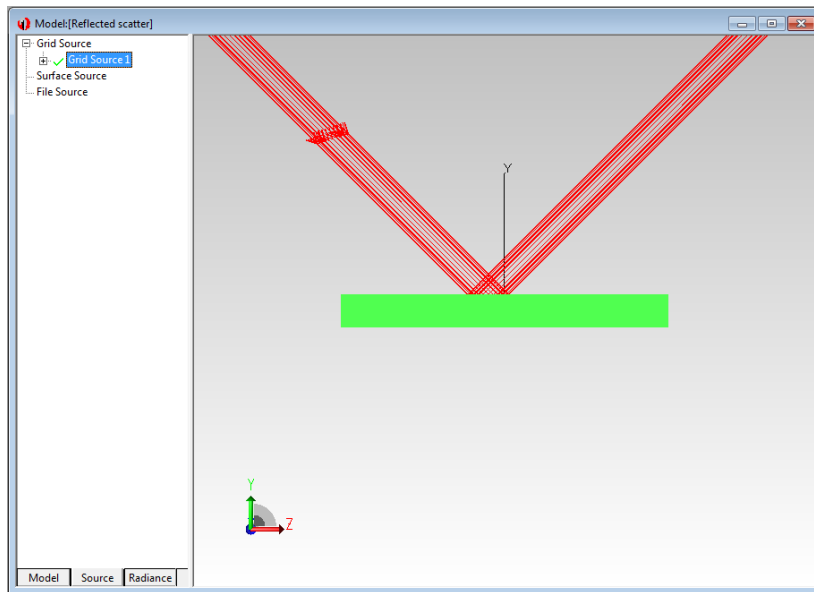 Model:[Reflected scatter]
Grid Source
Grid Source 1
Surface Source
File Source
Y
Y
Z
Model Source Radiance